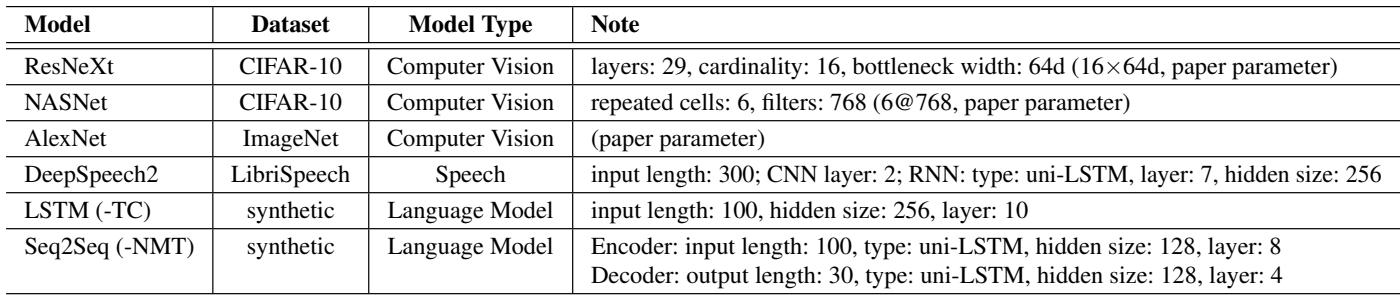 Model Dataset Model Type Note
ResNeXt CIFAR-10 Computer Vision layers: 29, cardinality: 16, bottleneck width: 64d (16×64d, paper parameter)
NASNet CIFAR-10 Computer Vision repeated cells: 6, filters: 768 (6@768, paper parameter)
AlexNet ImageNet Computer Vision (paper parameter)
DeepSpeech2 LibriSpeech Speech input length: 300; CNN layer: 2; RNN: type: uni-LSTM, layer: 7, hidden size: 256
LSTM (-TC) synthetic Language Model input length: 100, hidden size: 256, layer: 10
Seq2Seq (-NMT) synthetic Language Model Encoder: input length: 100, type: uni-LSTM, hidden size: 128, layer: 8
Decoder: output length: 30, type: uni-LSTM, hidden size: 128, layer: 4